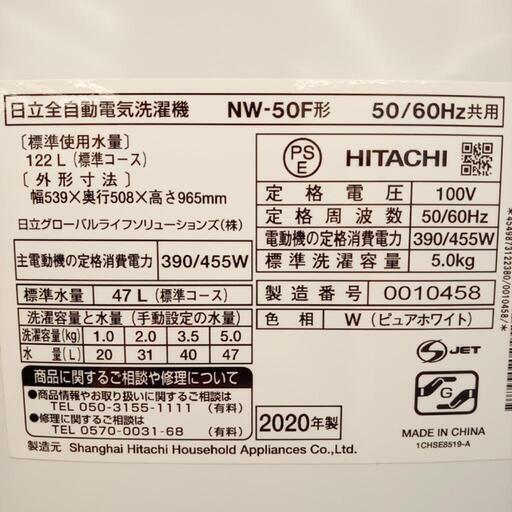 日立全自動電気洗濯機 NW-50F形 50/60Hz共用
〔標準使用水量〕
122L（標準コース）
〔外形寸法〕
幅539×奥行508×高さ965mm
日立グローバルライフソリューションズ（株）
主電動機の定格消費電力 390/455W
PSE HITACHI
定格電圧 100V
定格周波数 50/60Hz
電動機の定格消費電力 390/455W
標準洗濯容量 5.0kg
標準水量 47L（標準コース）
洗濯容量と水量（手動設定の水量）
洗濯容量(kg) 1.0 2.0 3.5 5.0
水量(L) 20 31 40 47
製造番号 0010458
色相 W（ピュアホワイト）
商品に関するご相談や修理について
●商品情報やお取り扱いに関するご相談
TEL 050-3155-1111（有料）
●修理に関するご相談
TEL 0570-0031-68（有料）
2020年製
S JET
G
MADE IN CHINA
1CHSE8519-A
製造元 Shanghai Hitachi Household Appliances Co.,Ltd.
*4549873122380/0010458/*